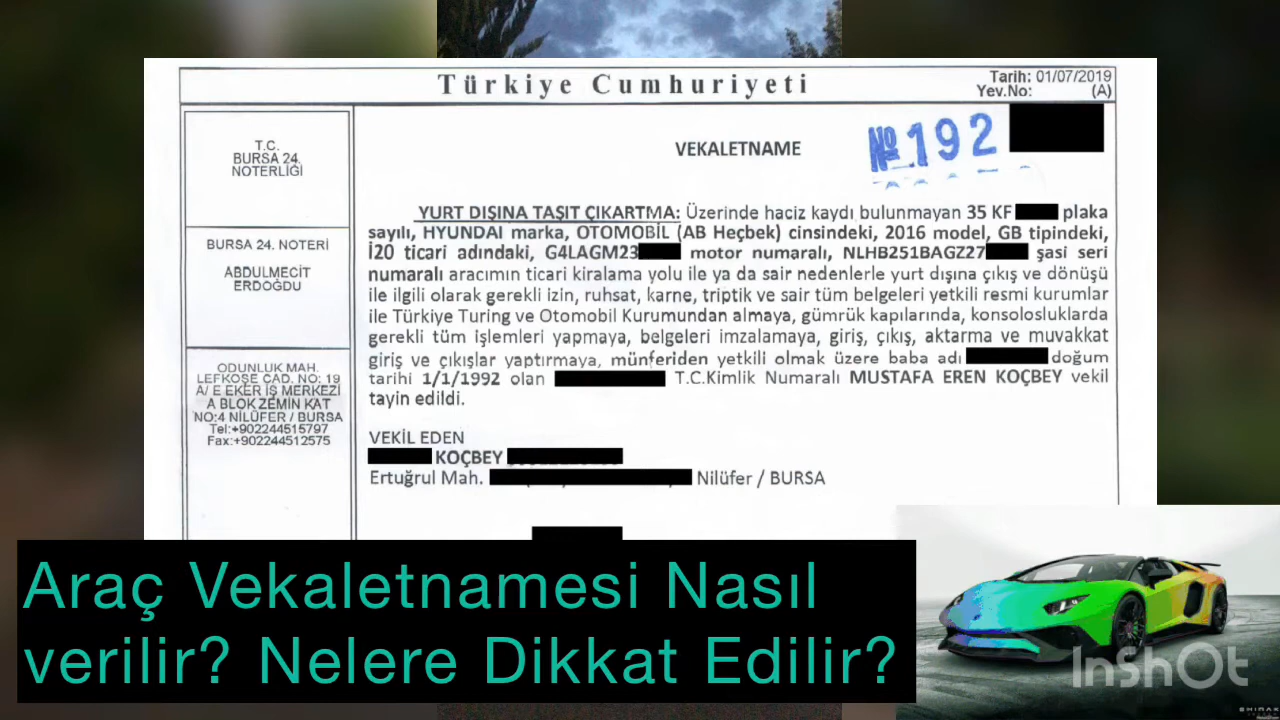 Türkiye Cumhuriyeti
Tarih: 01/07/2019
Yev.No: (A)
T.C.
BURSA 24.
NOTERLİĞİ
VEKALETNAME
№ 192
BURSA 24. NOTERİ
ABDULMECİT
ERDOĞDU
ODUNLUK MAH.
LEFKOŞE CAD. NO: 19
A/ E EKER İŞ MERKEZİ
A BLOK ZEMİN KAT
NO:4 NİLÜFER / BURSA
Tel:+902244515797
Fax:+902244512575
YURT DIŞINA TAŞIT ÇIKARTMA: Üzerinde haciz kaydı bulunmayan 35 KF plaka
sayılı, HYUNDAI marka, OTOMOBİL (AB Heçbek) cinsindeki, 2016 model, GB tipindeki,
İ20 ticari adındaki, G4LAGM23 motor numaralı, NLHB251BAGZ27 şasi seri
numaralı aracımın ticari kiralama yolu ile ya da sair nedenlerle yurt dışına çıkış ve dönüşü
ile ilgili olarak gerekli izin, ruhsat, karne, triptik ve sair tüm belgeleri yetkili resmi kurumlar
ile Türkiye Turing ve Otomobil Kurumundan almaya, gümrük kapılarında, konsolosluklarda
gerekli tüm işlemleri yapmaya, belgeleri imzalamaya, giriş, çıkış, aktarma ve muvakkat
giriş ve çıkışlar yaptırmaya, münferiden yetkili olmak üzere baba adı doğum
tarihi 1/1/1992 olan T.C.Kimlik Numaralı MUSTAFA EREN KOÇBEY vekil
tayin edildi.
VEKİL EDEN
KOÇBEY
Ertuğrul Mah. Nilüfer / BURSA
Araç Vekaletnamesi Nasıl
verilir? Nelere Dikkat Edilir?
InShOt